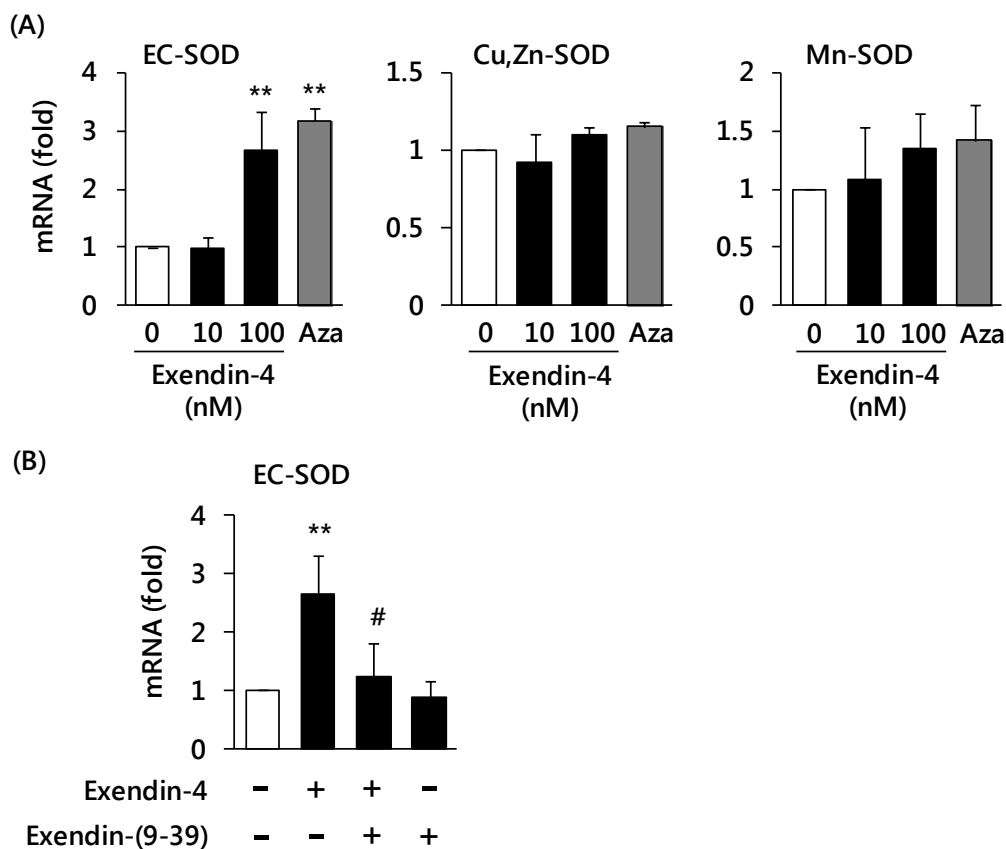 (A)
EC-SOD
mRNA (fold)
4
3
2
1
0
** **
0 10 100 Aza
Exendin-4
(nM)
Cu,Zn-SOD
1.5
1
0.5
0
0 10 100 Aza
Exendin-4
(nM)
Mn-SOD
2
1.5
1
0.5
0
0 10 100 Aza
Exendin-4
(nM)
(B)
EC-SOD
mRNA (fold)
4
3
2
1
0
**
#
Exendin-4 - + + -
Exendin-(9-39) - - + +